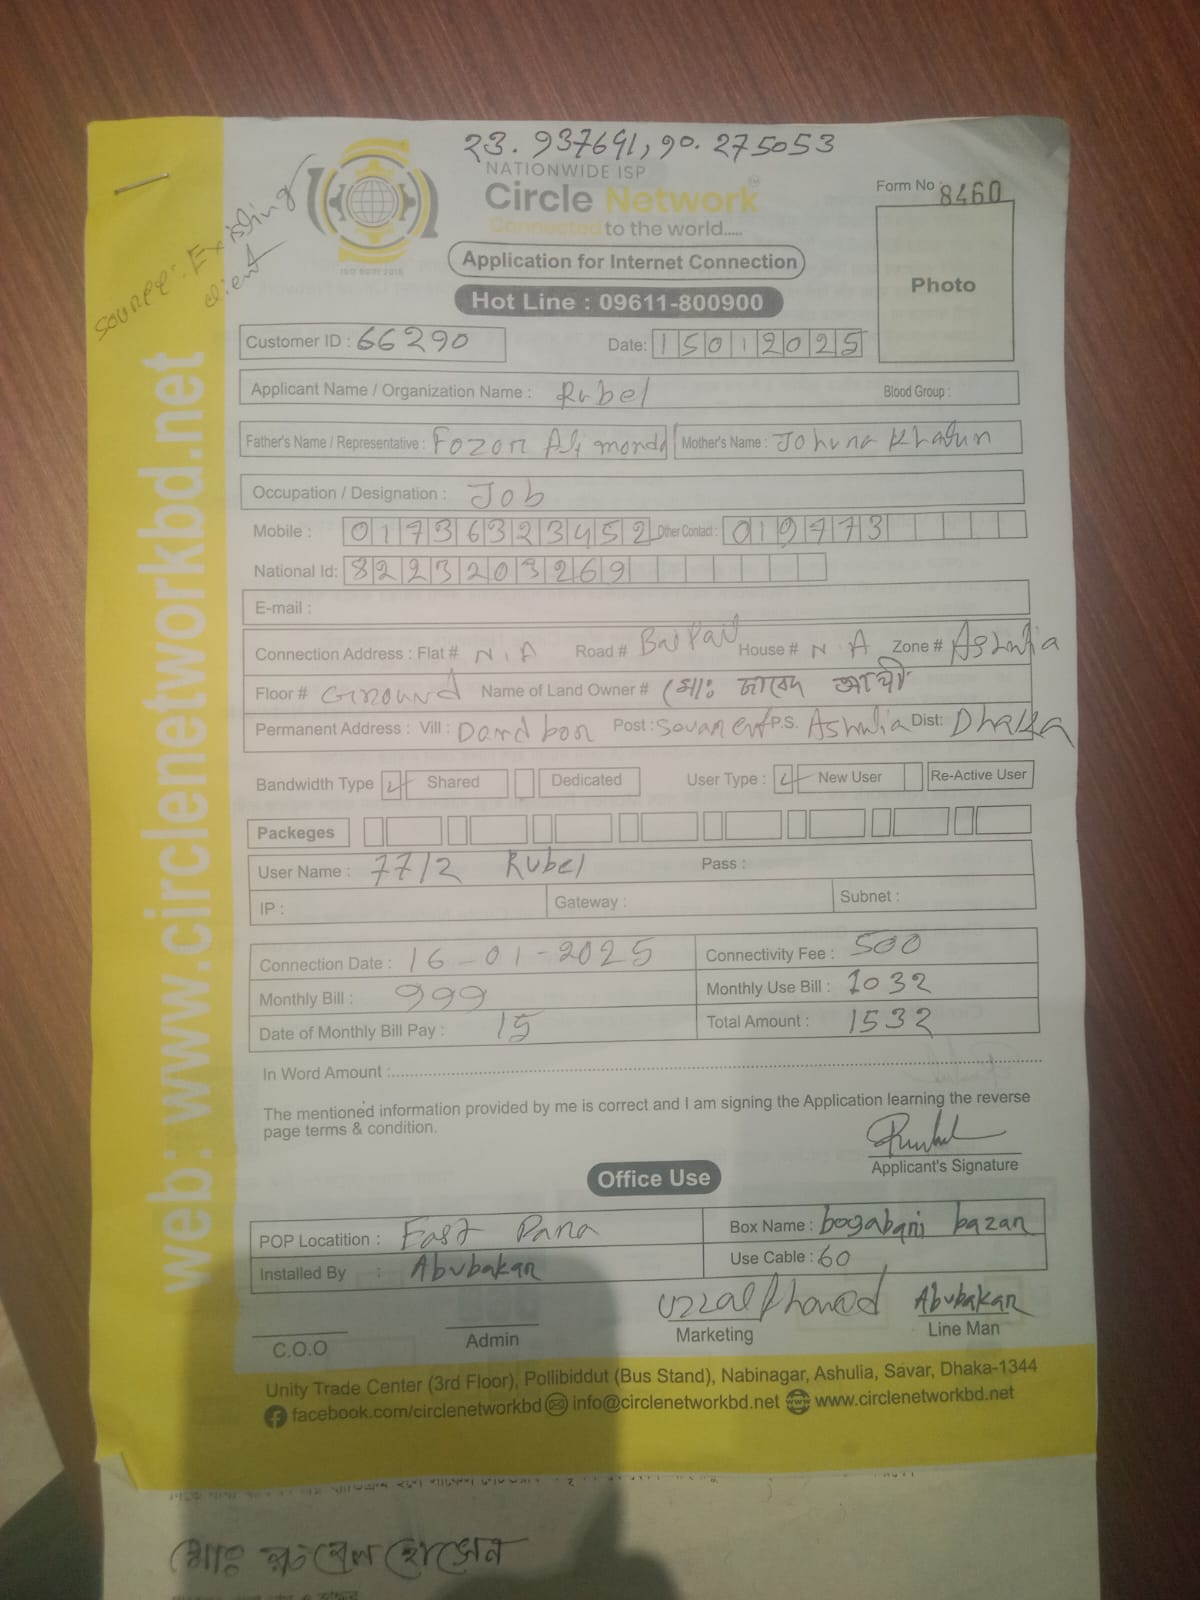 23.937691, 90.275053
NATIONWIDE ISP
Circle Network
Connected to the world.....
ISO 9001 2015
Application for Internet Connection
Hot Line : 09611-800900
Form No : 8460
Photo
source: Existing client
web: www.circlenetworkbd.net
Customer ID : 66290 Date: 15012025
Applicant Name / Organization Name : Rubel Blood Group :
Father's Name / Representative : Fozor Ali mondol Mother's Name : Johura Khatun
Occupation / Designation : Job
Mobile : 01736323452 Other Contact : 019773
National Id: 8223203269
E-mail :
Connection Address : Flat # N.A Road # House # N A Zone # Ashulia
Floor # Ground Name of Land Owner # মোঃ জাবেদ আলী
Permanent Address : Vill : Post : P.S. Ashulia Dist: Dhaka
Bandwidth Type Shared Dedicated User Type : New User Re-Active User
Packeges
User Name : 7712 Rubel Pass :
IP : Gateway : Subnet :
Connection Date : 16-01-2025 Connectivity Fee : 500
Monthly Bill : 999 Monthly Use Bill : 1032
Date of Monthly Bill Pay : 15 Total Amount : 1532
In Word Amount :
The mentioned information provided by me is correct and I am signing the Application learning the reverse
page terms & condition.
Applicant's Signature
Office Use
POP Locatition : East Para Box Name : bogabari bazar
Installed By : Abubakar Use Cable : 60
Abubakar
C.O.O Admin Marketing Line Man
Unity Trade Center (3rd Floor), Pollibiddut (Bus Stand), Nabinagar, Ashulia, Savar, Dhaka-1344
facebook.com/circlenetworkbd info@circlenetworkbd.net www.circlenetworkbd.net
মোঃ রুবেল হোসেন